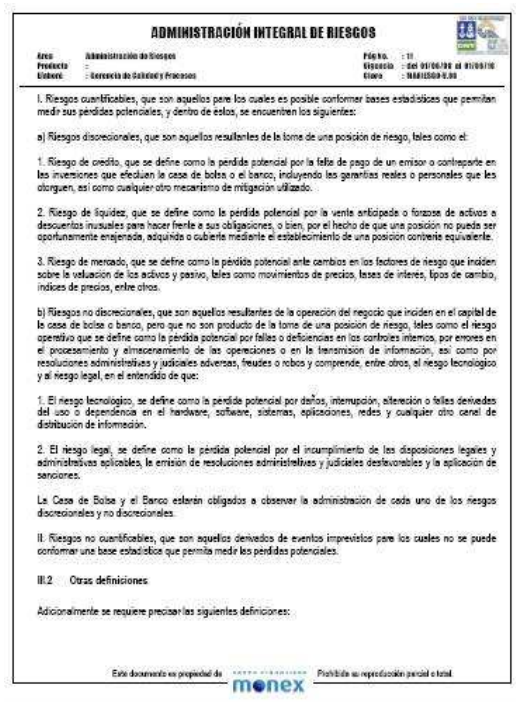 ADMINISTRACIÓN INTEGRAL DE RIESGOS
Area Administración de Riesgos Pág No. : 11
Producto : Vigencia : del 01/06/09 al 01/06/10
Elaboró : Gerencia de Calidad y Procesos Clave
I. Riesgos cuantificables, que son aquellos para los cuales es posible conformar bases estadísticas que permitan
medir sus pérdidas potenciales, y dentro de éstos, se encuentran los siguientes:
a) Riesgos discrecionales, que son aquellos resultantes de la toma de una posición de riesgo, tales como el:
1. Riesgo de crédito, que se define como la pérdida potencial por la falta de pago de un emisor o contraparte en
las inversiones que efectúan la casa de bolsa o el banco, incluyendo las garantías reales o personales que les
otorguen, así como cualquier otro mecanismo de mitigación utilizado.
2. Riesgo de liquidez, que se define como la pérdida potencial por la venta anticipada o forzosa de activos a
descuentos inusuales para hacer frente a sus obligaciones, o bien, por el hecho de que una posición no pueda ser
oportunamente enajenada, adquirida o cubierta mediante el establecimiento de una posición contraria equivalente.
3. Riesgo de mercado, que se define como la pérdida potencial ante cambios en los factores de riesgo que inciden
sobre la valuación de los activos y pasivo, tales como movimientos de precios, tasas de interés, tipos de cambio,
índices de precios, entre otros.
b) Riesgos no discrecionales, que son aquellos resultantes de la operación del negocio que inciden en el capital de
la casa de bolsa o banco, pero que no son producto de la toma de una posición de riesgo, tales como el riesgo
operativo que se define como la pérdida potencial por fallas o deficiencias en los controles internos, por errores en
el procesamiento y almacenamiento de las operaciones o en la transmisión de información, así como por
resoluciones administrativas y judiciales adversas, fraudes o robos y comprende, entre otros, al riesgo tecnológico
y al riesgo legal, en el entendido de que:
1. El riesgo tecnológico, se define como la pérdida potencial por daños, interrupción, alteración o fallas derivadas
del uso o dependencia en el hardware, software, sistemas, aplicaciones, redes y cualquier otro canal de
distribución de información.
2. El riesgo legal, se define como la pérdida potencial por el incumplimiento de las disposiciones legales y
administrativas aplicables, la emisión de resoluciones administrativas y judiciales desfavorables y la aplicación de
sanciones.
La Casa de Bolsa y el Banco estarán obligados a observar la administración de cada uno de los riesgos
discrecionales y no discrecionales.
II. Riesgos no cuantificables, que son aquellos derivados de eventos imprevistos para los cuales no se puede
conformar una base estadística que permita medir las pérdidas potenciales.
III.2 Otras definiciones
Adicionalmente se requiere precisar las siguientes definiciones:
Este documento es propiedad de monex Prohibida su reproducción parcial o total